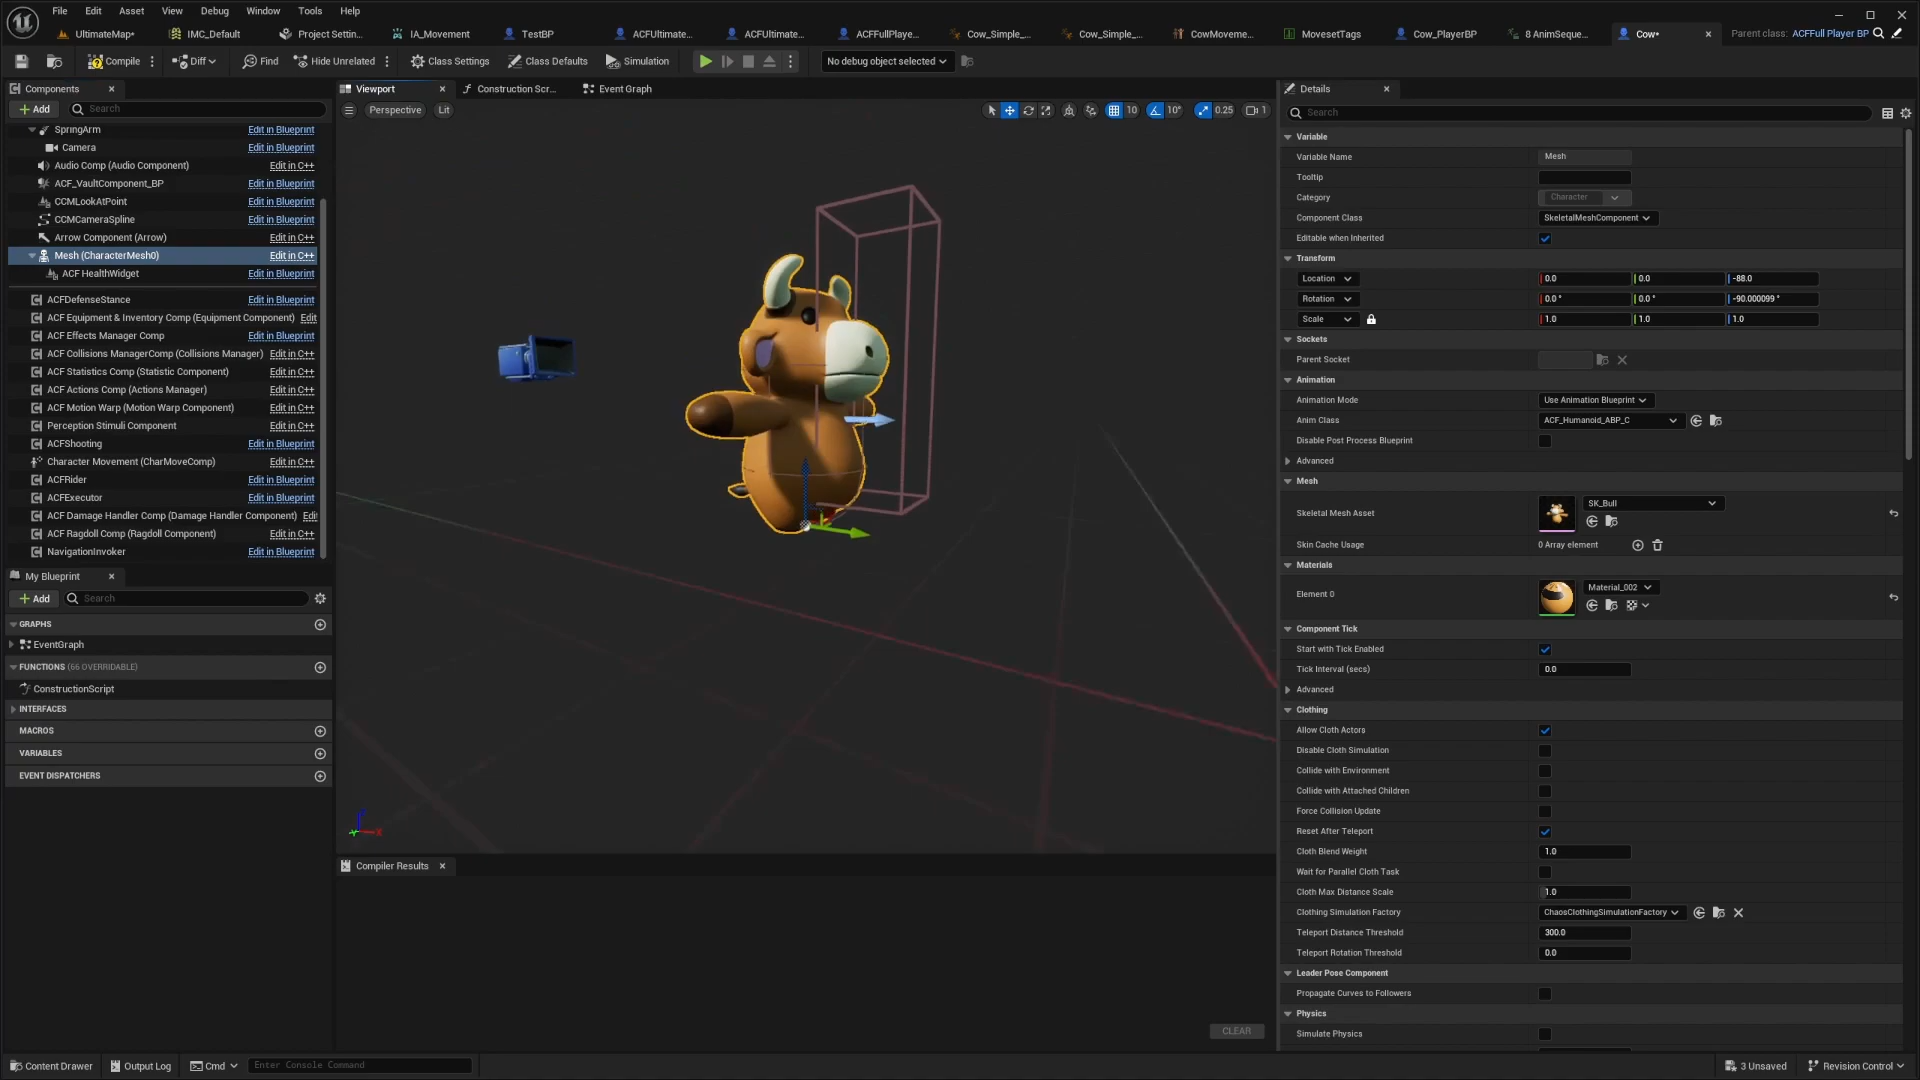 File Edit Asset View Debug Window Tools Help
UltimateMap* IMC_Default Project Settin... IA_Movement TestBP ACFUltimate... ACFUltimate... ACFFullPlaye... Cow_Simple_... Cow_Simple_... CowMoveme... MovesetTags Cow_PlayerBP 8 AnimSeque... Cow* Parent class: ACFFull Player BP
Compile Diff Find Hide Unrelated Class Settings Class Defaults Simulation No debug object selected
Components
Add Search
SpringArm Edit in Blueprint
Camera Edit in Blueprint
Audio Comp (Audio Component) Edit in C++
ACF_VaultComponent_BP Edit in Blueprint
CCMLookAtPoint Edit in Blueprint
CCMCameraSpline Edit in Blueprint
Arrow Component (Arrow) Edit in C++
Mesh (CharacterMesh0) Edit in C++
ACF HealthWidget Edit in Blueprint
ACFDefenseStance Edit in Blueprint
ACF Equipment & Inventory Comp (Equipment Component) Edit
ACF Effects Manager Comp Edit in Blueprint
ACF Collisions ManagerComp (Collisions Manager) Edit in C++
ACF Statistics Comp (Statistic Component) Edit in C++
ACF Actions Comp (Actions Manager) Edit in C++
ACF Motion Warp (Motion Warp Component) Edit in C++
Perception Stimuli Component Edit in C++
ACFShooting Edit in Blueprint
Character Movement (CharMoveComp) Edit in C++
ACFRider Edit in Blueprint
ACFExecutor Edit in Blueprint
ACF Damage Handler Comp (Damage Handler Component) Edit
ACF Ragdoll Comp (Ragdoll Component) Edit in C++
NavigationInvoker Edit in Blueprint
My Blueprint
Add Search
GRAPHS
EventGraph
FUNCTIONS (66 OVERRIDABLE)
ConstructionScript
INTERFACES
MACROS
VARIABLES
EVENT DISPATCHERS
Viewport Construction Scr... Event Graph
Perspective Lit 10 10° 0.25 1
X
Compiler Results
CLEAR
Details
Search
Variable
Variable Name Mesh
Tooltip
Category Character
Component Class SkeletalMeshComponent
Editable when Inherited
Transform
Location 0.0 0.0 -88.0
Rotation 0.0 ° 0.0 ° -90.000099 °
Scale 1.0 1.0 1.0
Sockets
Parent Socket
Animation
Animation Mode Use Animation Blueprint
Anim Class ACF_Humanoid_ABP_C
Disable Post Process Blueprint
Advanced
Mesh
Skeletal Mesh Asset SK_Bull
Skin Cache Usage 0 Array element
Materials
Element 0 Material_002
Component Tick
Start with Tick Enabled
Tick Interval (secs) 0.0
Advanced
Clothing
Allow Cloth Actors
Disable Cloth Simulation
Collide with Environment
Collide with Attached Children
Force Collision Update
Reset After Teleport
Cloth Blend Weight 1.0
Wait for Parallel Cloth Task
Cloth Max Distance Scale 1.0
Clothing Simulation Factory ChaosClothingSimulationFactory
Teleport Distance Threshold 300.0
Teleport Rotation Threshold 0.0
Leader Pose Component
Propagate Curves to Followers
Physics
Simulate Physics
Content Drawer Output Log Cmd Enter Console Command 3 Unsaved Revision Control